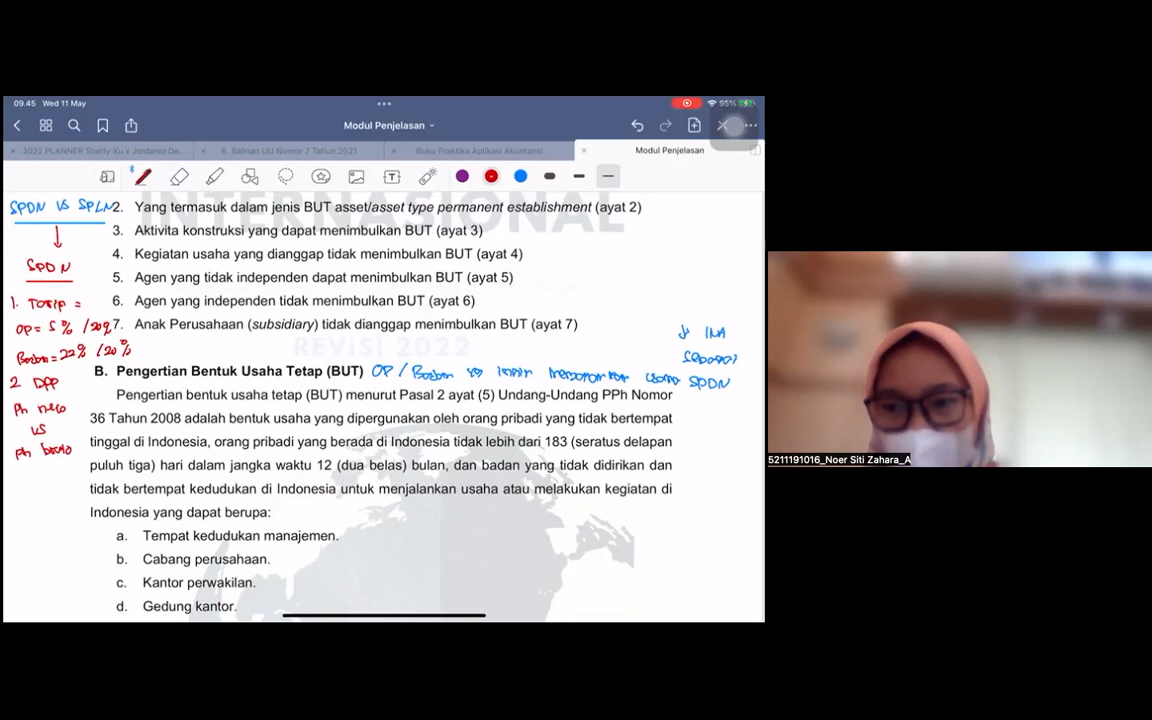 09.45 Wed 11 May
95%
Modul Penjelasan
2022 PLANNER Sherly Xu x Jordanio De...
6. Salinan UU Nomor 7 Tahun 2021
Buku Praktika Aplikasi Akuntansi
Modul Penjelasan
INTERNASIONAL
SPDN VS SPLN
2. Yang termasuk dalam jenis BUT asset/asset type permanent establishment (ayat 2)
3. Aktivita konstruksi yang dapat menimbulkan BUT (ayat 3)
4. Kegiatan usaha yang dianggap tidak menimbulkan BUT (ayat 4)
5. Agen yang tidak independen dapat menimbulkan BUT (ayat 5)
6. Agen yang independen tidak menimbulkan BUT (ayat 6)
7. Anak Perusahaan (subsidiary) tidak dianggap menimbulkan BUT (ayat 7)
REVISI 2022
SPDN
1. Tarif =
OP = 5% /
Badan = 22% / 20%
2. DPP
Ph neto
VS
Ph bruto
INA
SPDN
B. Pengertian Bentuk Usaha Tetap (BUT) OP / Badan
Pengertian bentuk usaha tetap (BUT) menurut Pasal 2 ayat (5) Undang-Undang PPh Nomor
36 Tahun 2008 adalah bentuk usaha yang dipergunakan oleh orang pribadi yang tidak bertempat
tinggal di Indonesia, orang pribadi yang berada di Indonesia tidak lebih dari 183 (seratus delapan
puluh tiga) hari dalam jangka waktu 12 (dua belas) bulan, dan badan yang tidak didirikan dan
tidak bertempat kedudukan di Indonesia untuk menjalankan usaha atau melakukan kegiatan di
Indonesia yang dapat berupa:
a. Tempat kedudukan manajemen.
b. Cabang perusahaan.
c. Kantor perwakilan.
d. Gedung kantor.
5211191016_Noer Siti Zahara_A